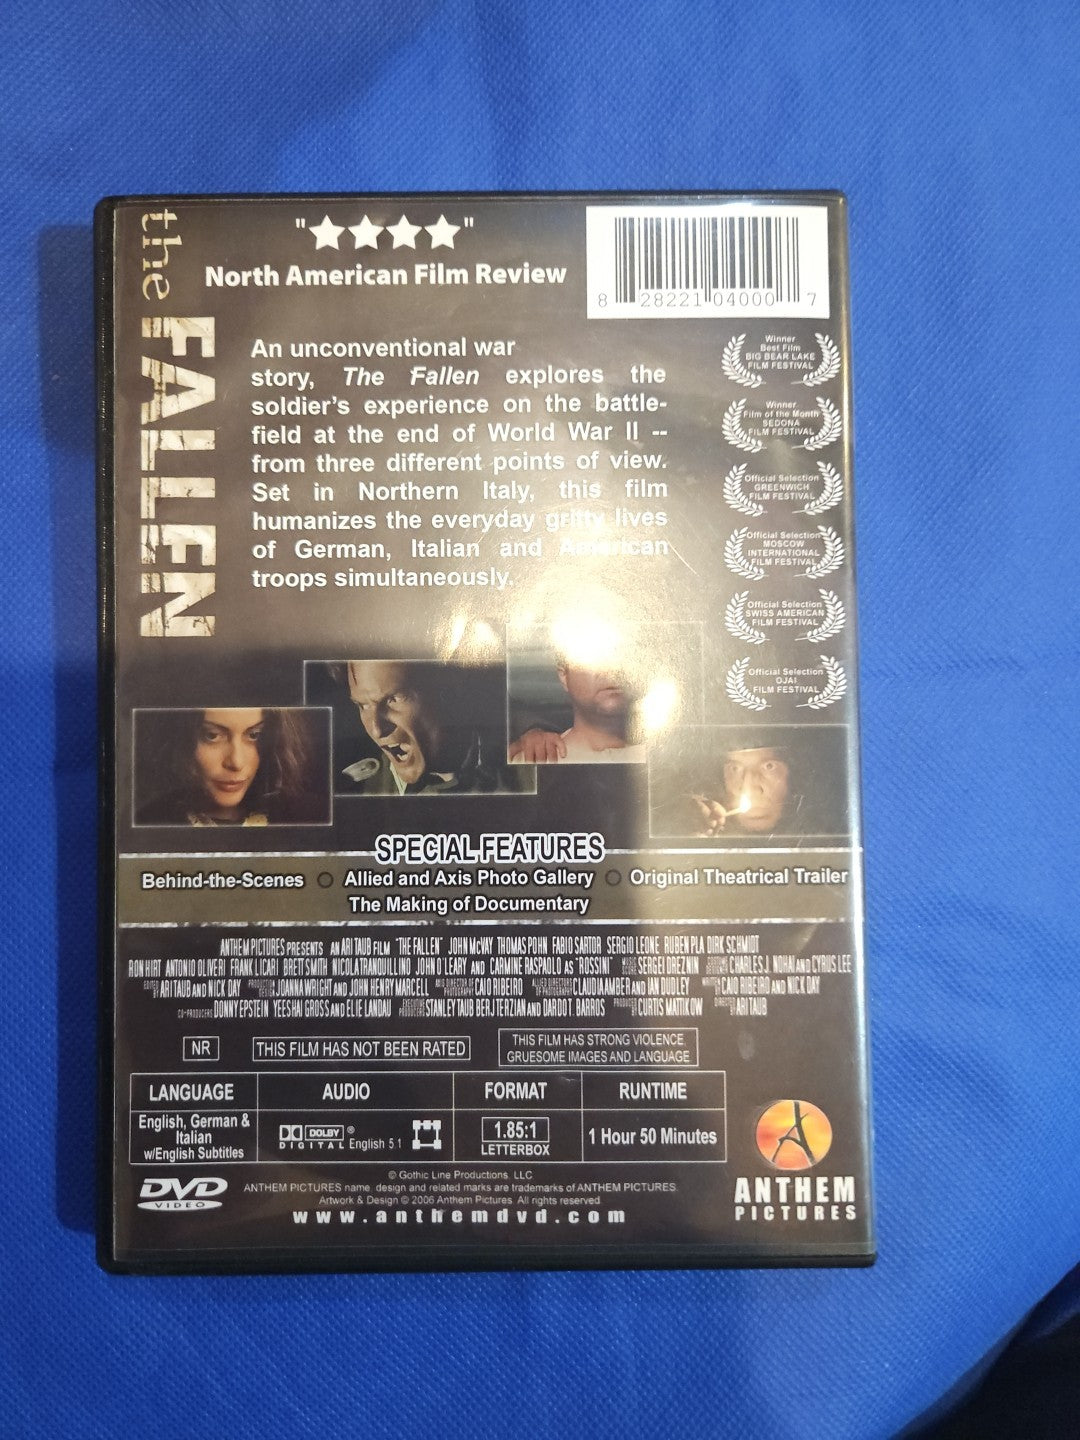 the FALLEN
"★★★★"
North American Film Review
8 28221 04000 7
An unconventional war
story, The Fallen explores the
soldier's experience on the battle-
field at the end of World War II --
from three different points of view.
Set in Northern Italy, this film
humanizes the everyday gritty lives
of German, Italian and American
troops simultaneously.
Winner
Best Film
BIG BEAR LAKE
FILM FESTIVAL
Winner
Film of the Month
SEDONA
FILM FESTIVAL
Official Selection
GREENWICH
FILM FESTIVAL
Official Selection
MOSCOW
INTERNATIONAL
FILM FESTIVAL
Official Selection
SWISS AMERICAN
FILM FESTIVAL
Official Selection
OJAI
FILM FESTIVAL
SPECIAL FEATURES
Behind-the-Scenes Allied and Axis Photo Gallery Original Theatrical Trailer
The Making of Documentary
ANTHEM PICTURES PRESENTS AN ARI TAUB FILM "THE FALLEN" JOHN McVAY THOMAS POHN FABIO SARTOR SERGIO LEONE RUBEN PLA DIRK SCHMIDT
RON HIRT ANTONIO OLIVERI FRANK LICARI BRETT SMITH NICOLA TRANQUILLINO JOHN O'LEARY AND CARMINE RASPAOLO AS "ROSSINI" SERGEI DREZNIN CHARLES J. NOHAI AND CYRUS LEE
EDITED BY ARI TAUB AND NICK DAY JOANNA WRIGHT AND JOHN HENRY MARCELL CAIO RIBEIRO CLAUDIA AMBER AND IAN DUDLEY CAIO RIBEIRO AND NICK DAY
CO-PRODUCERS DONNY EPSTEIN YEESHAI GROSS AND ELIE LANDAU EXECUTIVE PRODUCERS STANLEY TAUB BERJ TERZIAN AND DARDO T. BARROS PRODUCED BY CURTIS MATTIKOW DIRECTED BY ARI TAUB
NR
THIS FILM HAS NOT BEEN RATED
THIS FILM HAS STRONG VIOLENCE,
GRUESOME IMAGES AND LANGUAGE
LANGUAGE AUDIO FORMAT RUNTIME
English, German &
Italian
w/English Subtitles
DOLBY ®
DIGITAL English 5.1
1.85:1
LETTERBOX
1 Hour 50 Minutes
DVD
VIDEO
© Gothic Line Productions, LLC
ANTHEM PICTURES name, design and related marks are trademarks of ANTHEM PICTURES.
Artwork & Design © 2006 Anthem Pictures. All rights reserved.
www.anthemdvd.com
ANTHEM
PICTURES